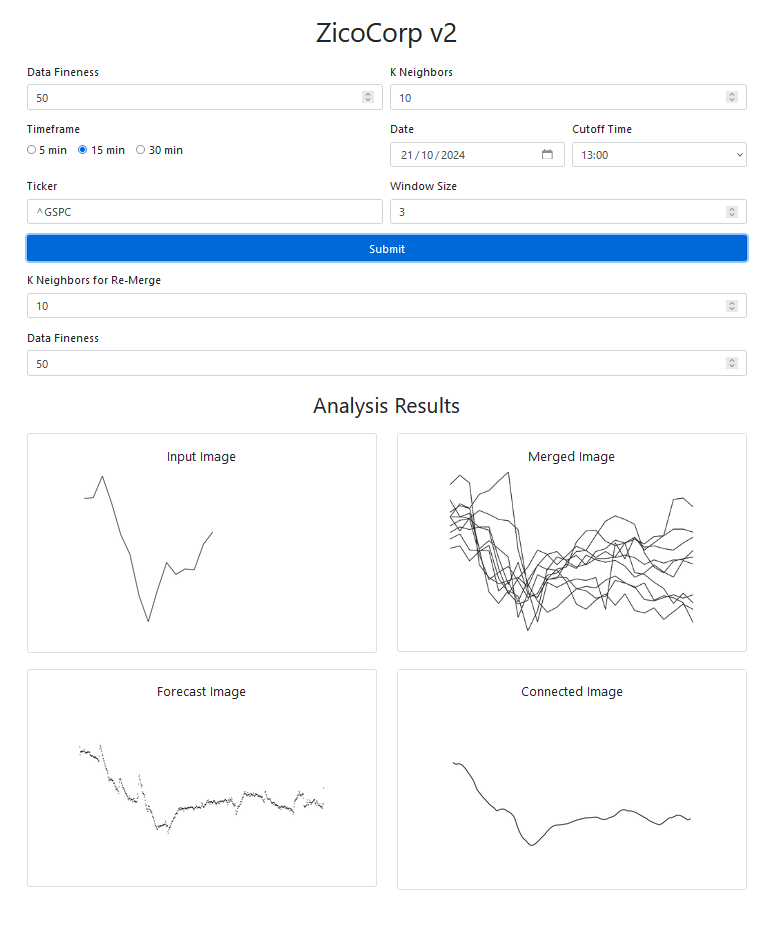 ZicoCorp v2
Data Fineness K Neighbors
50 10
Timeframe Date Cutoff Time
5 min 15 min 30 min 21/10/2024 13:00
Ticker Window Size
^GSPC 3
Submit
K Neighbors for Re-Merge
10
Data Fineness
50
Analysis Results
Input Image Merged Image
Forecast Image Connected Image